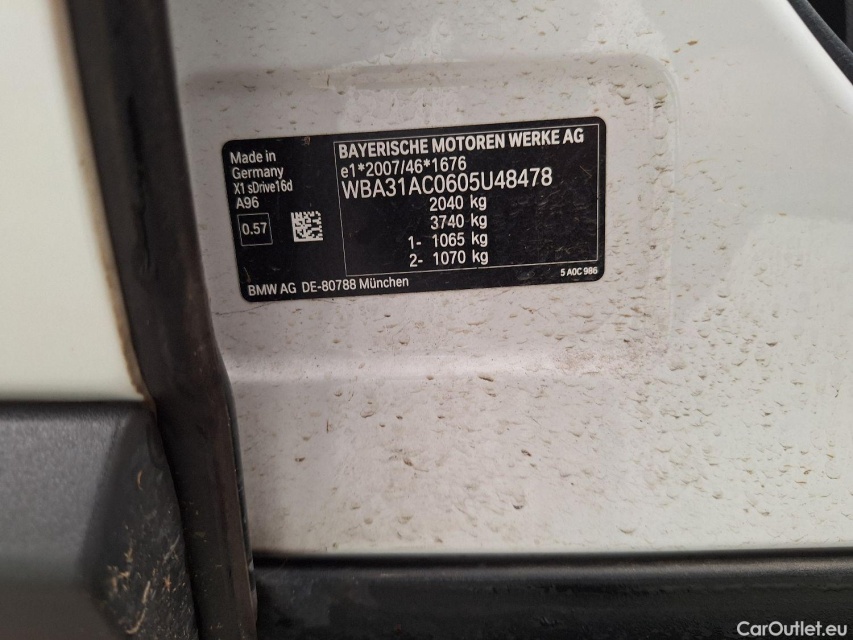 Made in
Germany
X1 sDrive16d
A96
0.57
BAYERISCHE MOTOREN WERKE AG
e1*2007/46*1676
WBA31AC0605U48478
2040 kg
3740 kg
1- 1065 kg
2- 1070 kg
5 A0C 986
BMW AG DE-80788 München
CarOutlet.eu